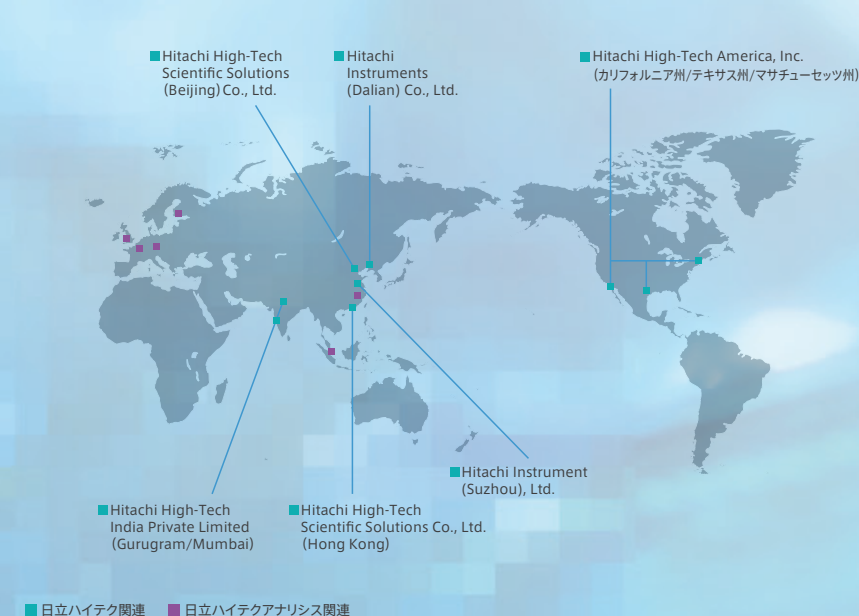 Hitachi High-Tech
Scientific Solutions
(Beijing) Co., Ltd.
Hitachi
Instruments
(Dalian) Co., Ltd.
Hitachi High-Tech America, Inc.
(カリフォルニア州/テキサス州/マサチューセッツ州)
Hitachi Instrument
(Suzhou), Ltd.
Hitachi High-Tech
India Private Limited
(Gurugram/Mumbai)
Hitachi High-Tech
Scientific Solutions Co., Ltd.
(Hong Kong)
日立ハイテク関連
日立ハイテクアナリシス関連